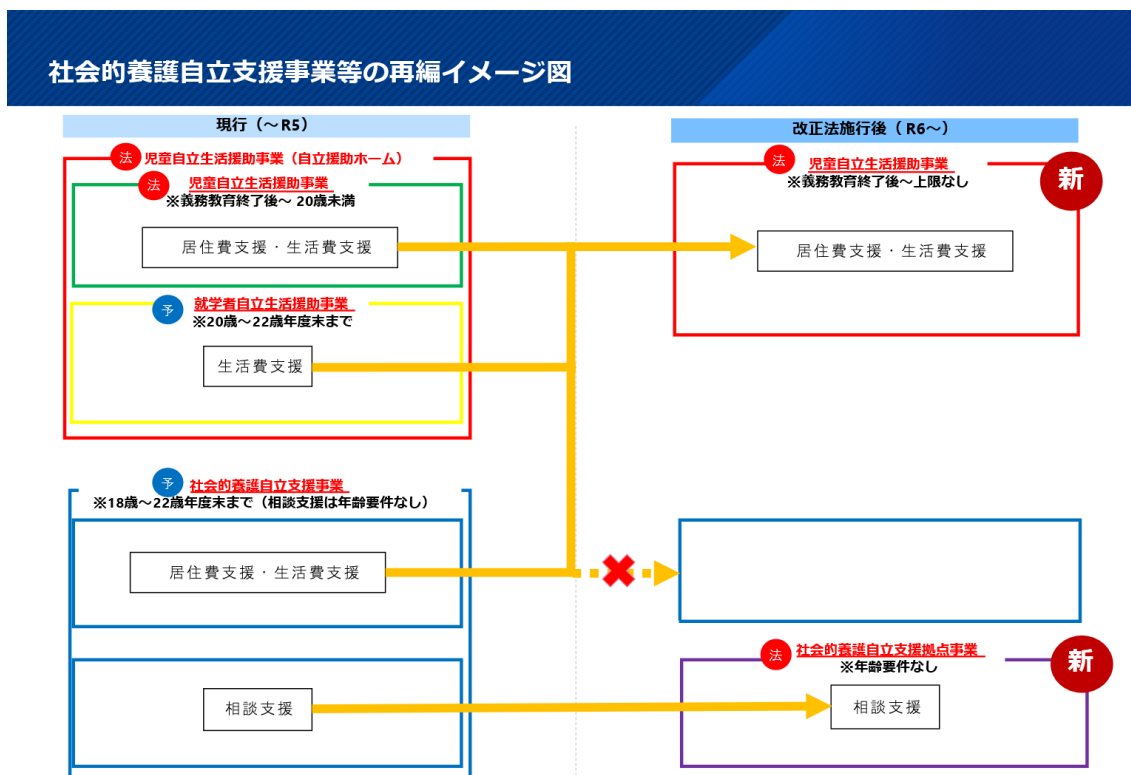 社会的養護自立支援事業等の再編イメージ図
現行（～R5）
法 児童自立生活援助事業（自立援助ホーム）
法 児童自立生活援助事業
※義務教育終了後～ 20歳未満
居住費支援・生活費支援
予 就学者自立生活援助事業
※20歳～22歳年度末まで
生活費支援
予 社会的養護自立支援事業
※18歳～22歳年度末まで（相談支援は年齢要件なし）
居住費支援・生活費支援
相談支援
改正法施行後（ R6～）
法 児童自立生活援助事業
※義務教育終了後～上限なし
新
居住費支援・生活費支援
法 社会的養護自立支援拠点事業
※年齢要件なし
新
相談支援